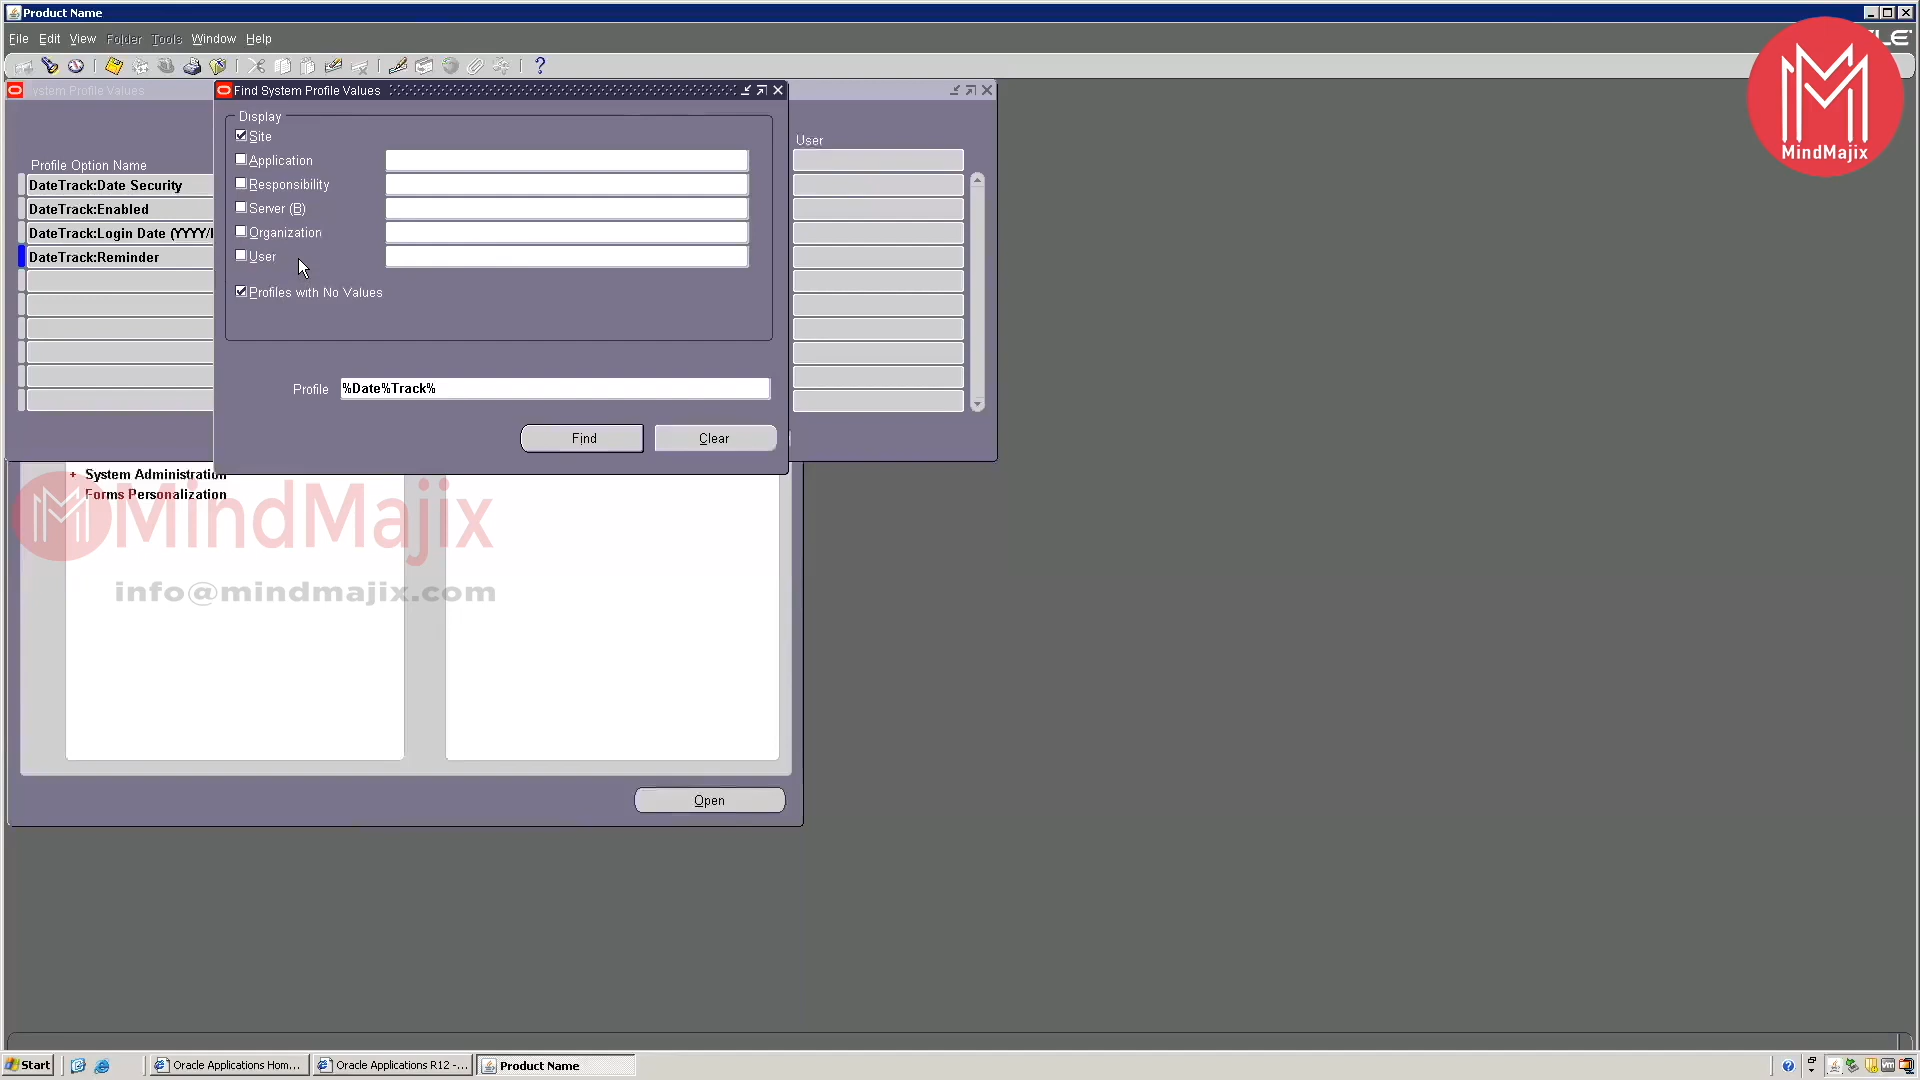 Product Name
File Edit View Folder Tools Window Help
MindMajix
System Profile Values
Find System Profile Values
Display
Site
Application
Responsibility
Server (B)
Organization
User
Profiles with No Values
Profile %Date%Track%
Find Clear
User
Profile Option Name
DateTrack:Date Security
DateTrack:Enabled
DateTrack:Login Date (YYYY/
DateTrack:Reminder
+ System Administration
Forms Personalization
MindMajix
info@mindmajix.com
Open
Start Oracle Applications Hom... Oracle Applications R12 -... Product Name